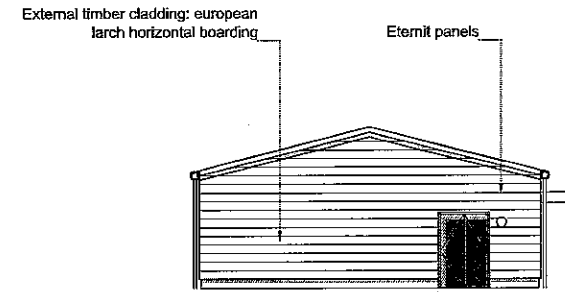 External timber cladding: european
larch horizontal boarding
Eternit panels